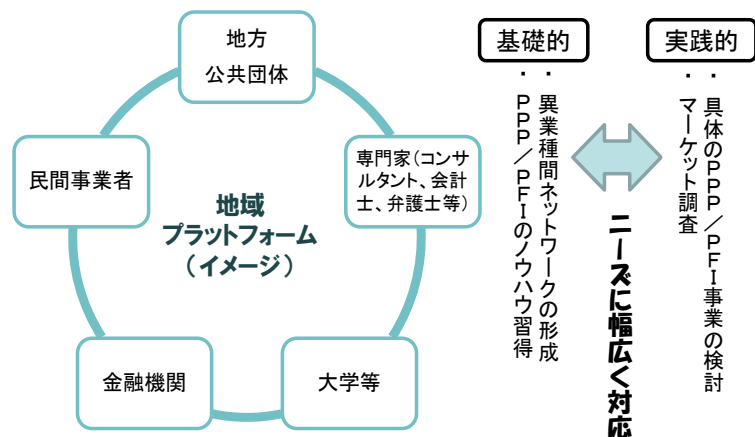 地方
公共団体
民間事業者
専門家（コンサ
ルタント、会計
士、弁護士等）
地域
プラットフォーム
（イメージ）
金融機関
大学等
基礎的
・異業種間ネットワークの形成
・ＰＰＰ／ＰＦＩのノウハウ習得
ニーズに幅広く対応
実践的
・具体のＰＰＰ／ＰＦＩ事業の検討
・マーケット調査